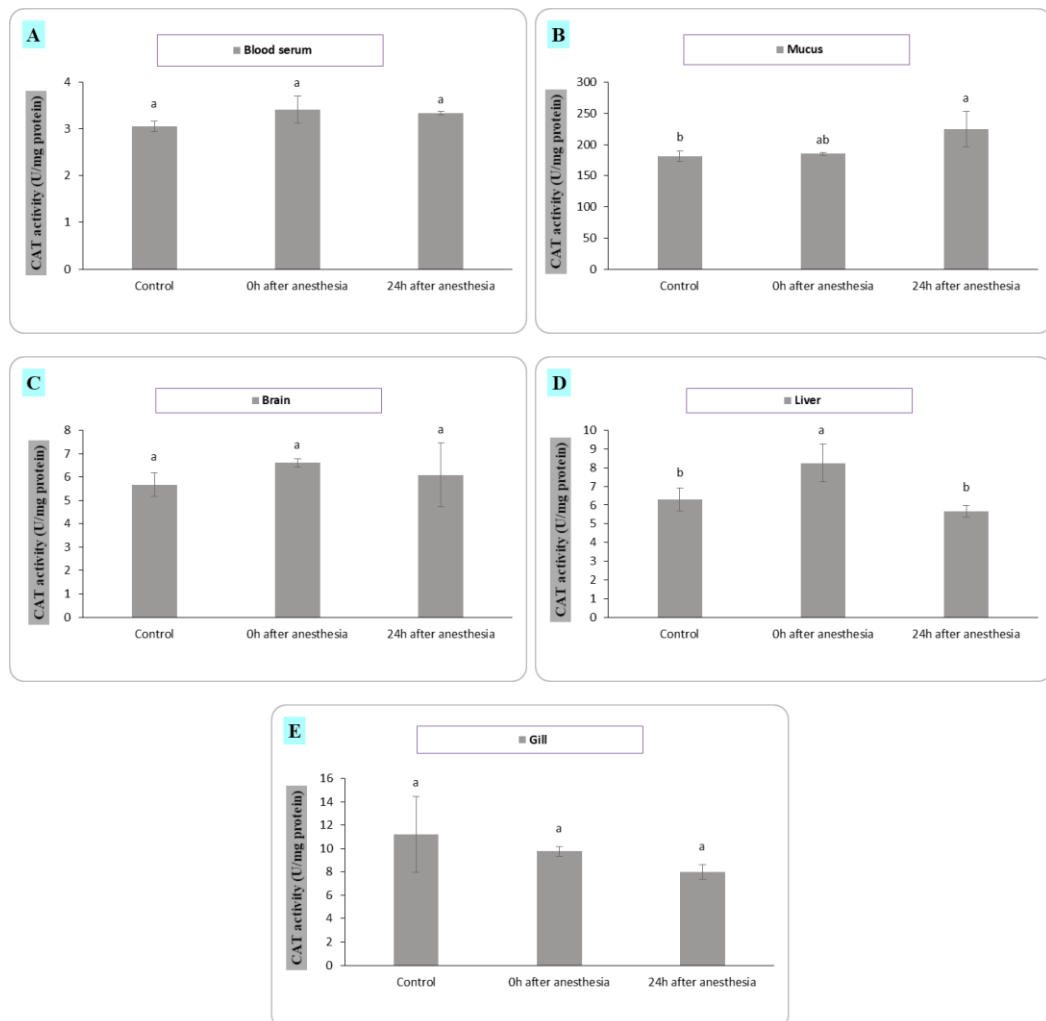 A
Blood serum
CAT activity (U/mg protein)
4
3
2
1
0
a
a
a
Control
0h after anesthesia
24h after anesthesia
B
Mucus
CAT activity (U/mg protein)
300
250
200
150
100
50
0
b
ab
a
Control
0h after anesthesia
24h after anesthesia
C
Brain
CAT activity (U/mg protein)
8
7
6
5
4
3
2
1
0
a
a
a
Control
0h after anesthesia
24h after anesthesia
D
Liver
CAT activity (U/mg protein)
10
9
8
7
6
5
4
3
2
1
0
b
a
b
Control
0h after anesthesia
24h after anesthesia
E
Gill
CAT activity (U/mg protein)
16
14
12
10
8
6
4
2
0
a
a
a
Control
0h after anesthesia
24h after anesthesia